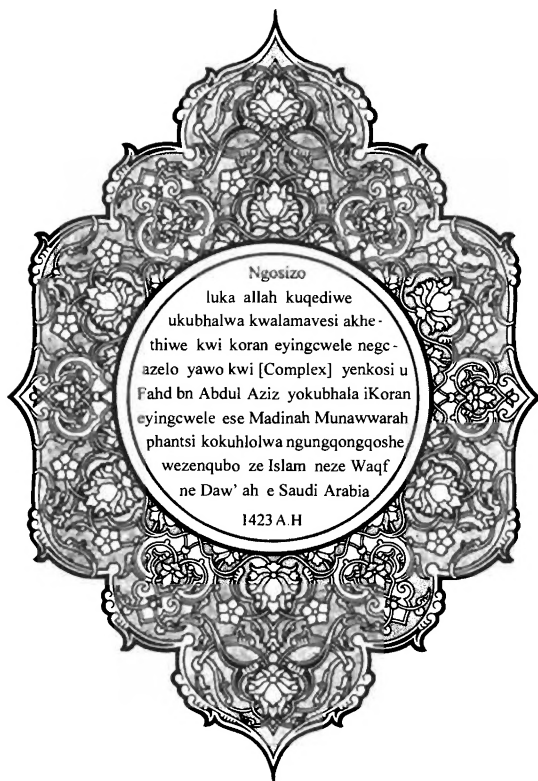 Ngosizo
luka allah kuqediwe
ukubhalwa kwalamavesi akhe-
thiwe kwi koran eyingcwele negc-
azelo yawo kwi [Complex] yenkosi u
Fahd bn Abdul Aziz yokubhala iKoran
eyingcwele ese Madinah Munawwarah
phantsi kokuhlolwa ngungqongqoshe
wezenqubo ze Islam neze Waqf
ne Daw' ah e Saudi Arabia
1423 A.H